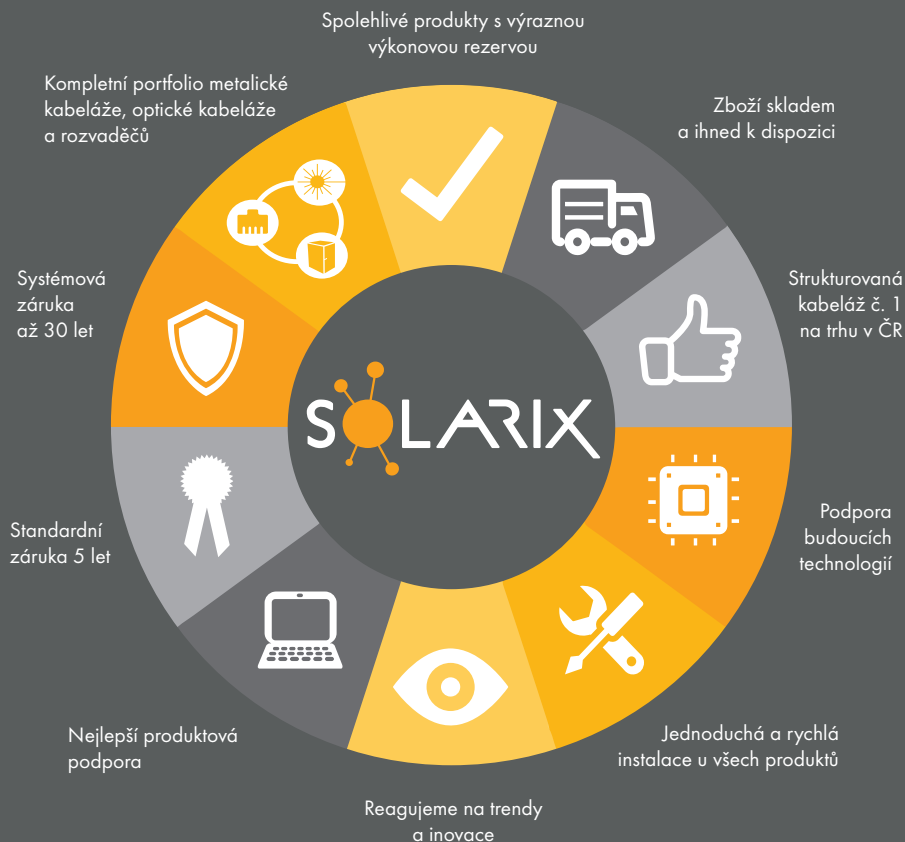 Spolehlivé produkty s výraznou
výkonovou rezervou
Zboží skladem
a ihned k dispozici
Strukturovaná
kabeláž č. 1
na trhu v ČR
Podpora
budoucích
technologií
Jednoduchá a rychlá
instalace u všech produktů
Reagujeme na trendy
a inovace
Nejlepší produktová
podpora
Standardní
záruka 5 let
Systémová
záruka
až 30 let
Kompletní portfolio metalické
kabeláže, optické kabeláže
a rozvaděčů
SOLARIX